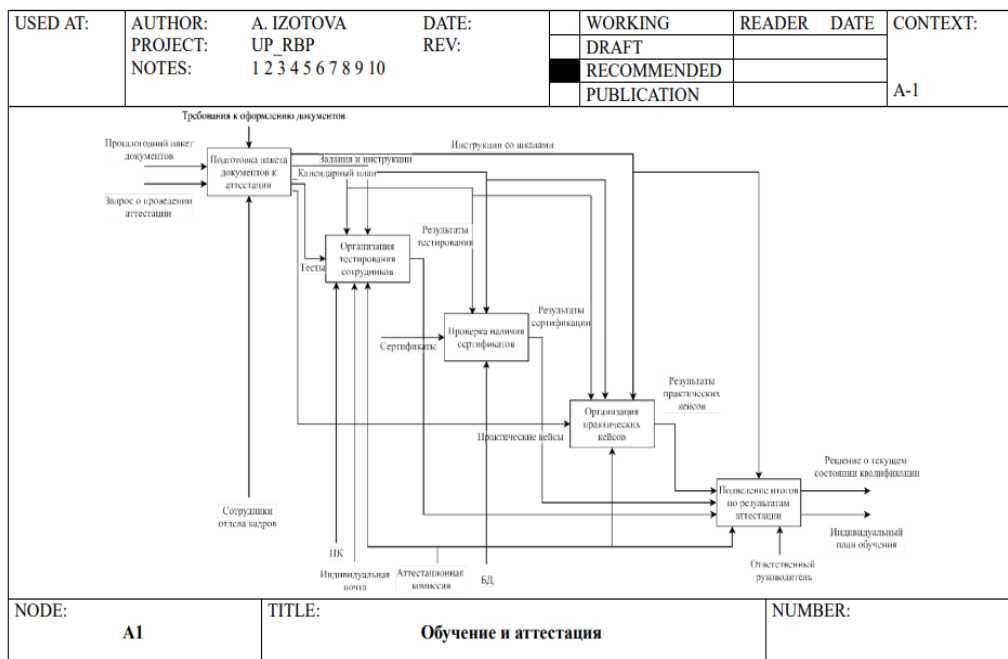 USED AT:
AUTHOR: A. IZOTOVA
DATE:
PROJECT: UP_RBP
REV:
NOTES: 1 2 3 4 5 6 7 8 9 10
WORKING
DRAFT
RECOMMENDED
PUBLICATION
READER DATE
CONTEXT:
A-1
Требования к оформлению документов
Прошлогодний пакет
документов
Запрос о проведении
аттестации
Подготовка пакета
документов к
аттестации
Задания и инструкции
Календарный план
Инструкции со шкалами
Тесты
Организация
тестирования
сотрудников
Результаты
тестирования
Сертификаты
Проверка наличия
сертификатов
Результаты
сертификации
Практические кейсы
Организация
практических
кейсов
Результаты
практических
кейсов
Подведение итогов
по результатам
аттестации
Решение о текущем
состоянии квалификации
Индивидуальный
план обучения
Сотрудники
отдела кадров
ПК
Индивидуальная
почта
Аттестационная
комиссия
БД
Ответственный
руководитель
NODE:
A1
TITLE:
Обучение и аттестация
NUMBER: